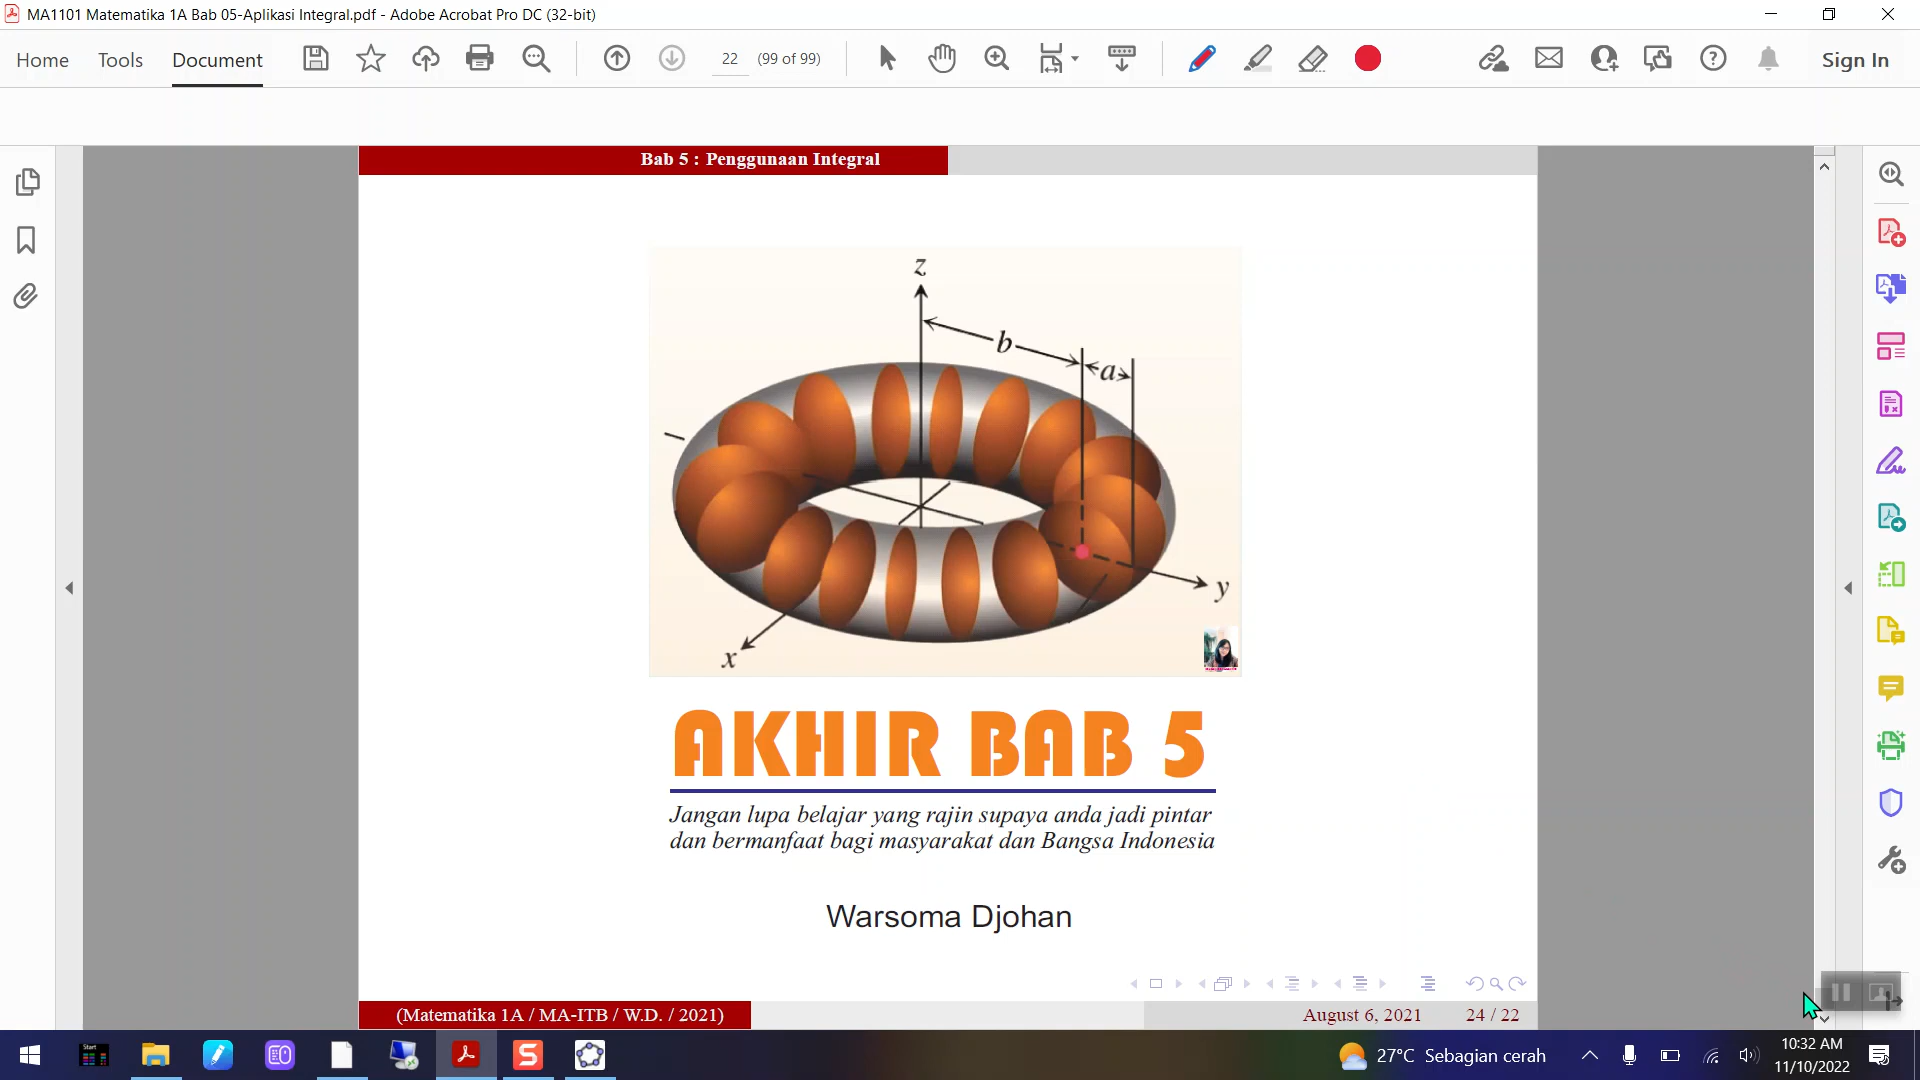 MA1101 Matematika 1A Bab 05-Aplikasi Integral.pdf - Adobe Acrobat Pro DC (32-bit)
Home Tools Document 22 (99 of 99) Sign In
Bab 5 : Penggunaan Integral
z
b
a
y
x
AKHIR BAB 5
Jangan lupa belajar yang rajin supaya anda jadi pintar
dan bermanfaat bagi masyarakat dan Bangsa Indonesia
Warsoma Djohan
(Matematika 1A / MA-ITB / W.D. / 2021) August 6, 2021 24 / 22
Start
27°C Sebagian cerah
10:32 AM
11/10/2022